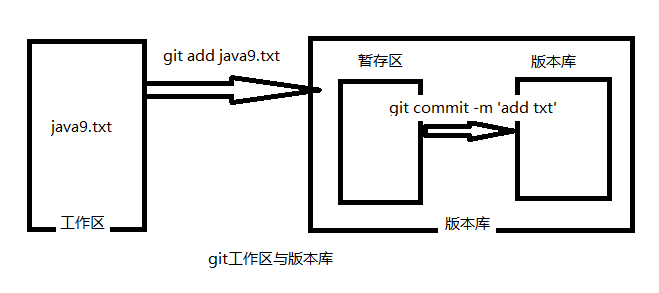 git add java9.txt
暂存区
版本库
java9.txt
git commit -m 'add txt'
工作区
版本库
git工作区与版本库